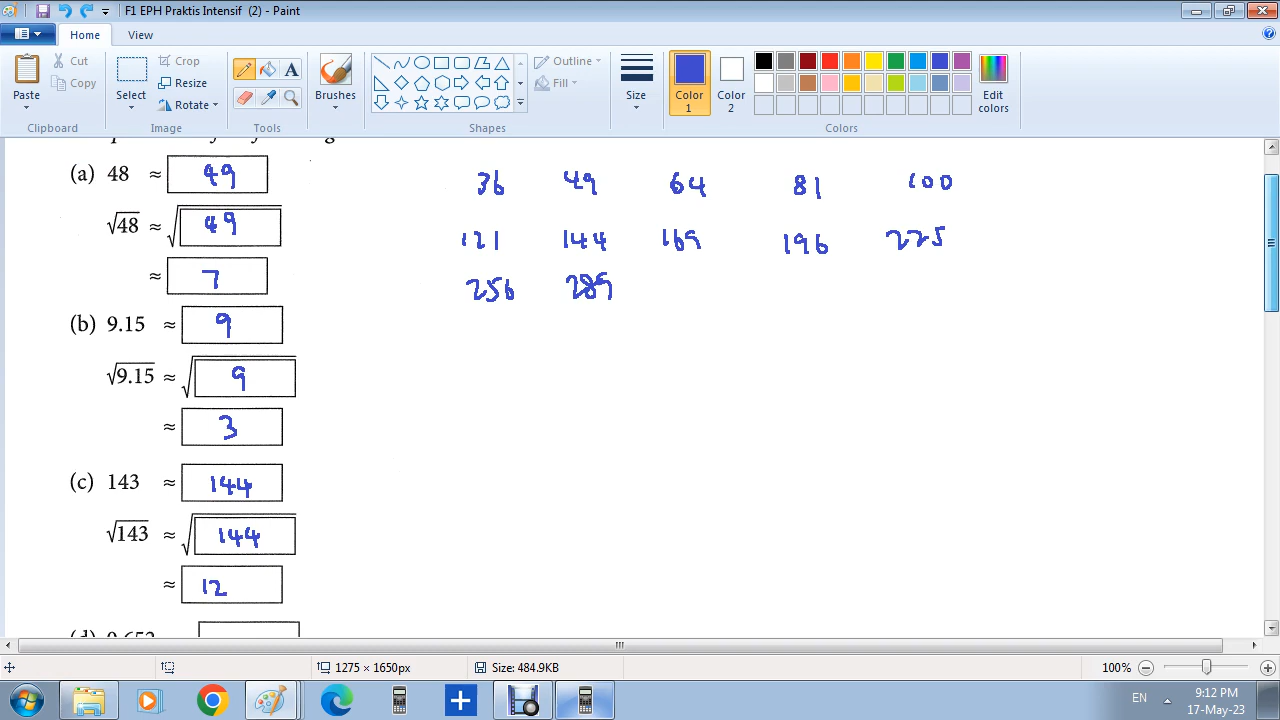 F1 EPH Praktis Intensif (2) - Paint
Home View
Paste
Cut
Copy
Clipboard
Select
Crop
Resize
Rotate
Image
A
Tools
Brushes
Outline
Fill
Shapes
Size
Color 1
Color 2
Edit colors
Colors
(a) 48 ≈ 49
√48 ≈ √49
≈ 7
(b) 9.15 ≈ 9
√9.15 ≈ √9
≈ 3
(c) 143 ≈ 144
√143 ≈ √144
≈ 12
36 49 64 81 100
121 144 169 196 225
256 289
1275 × 1650px
Size: 484.9KB
100%
EN
9:12 PM
17-May-23